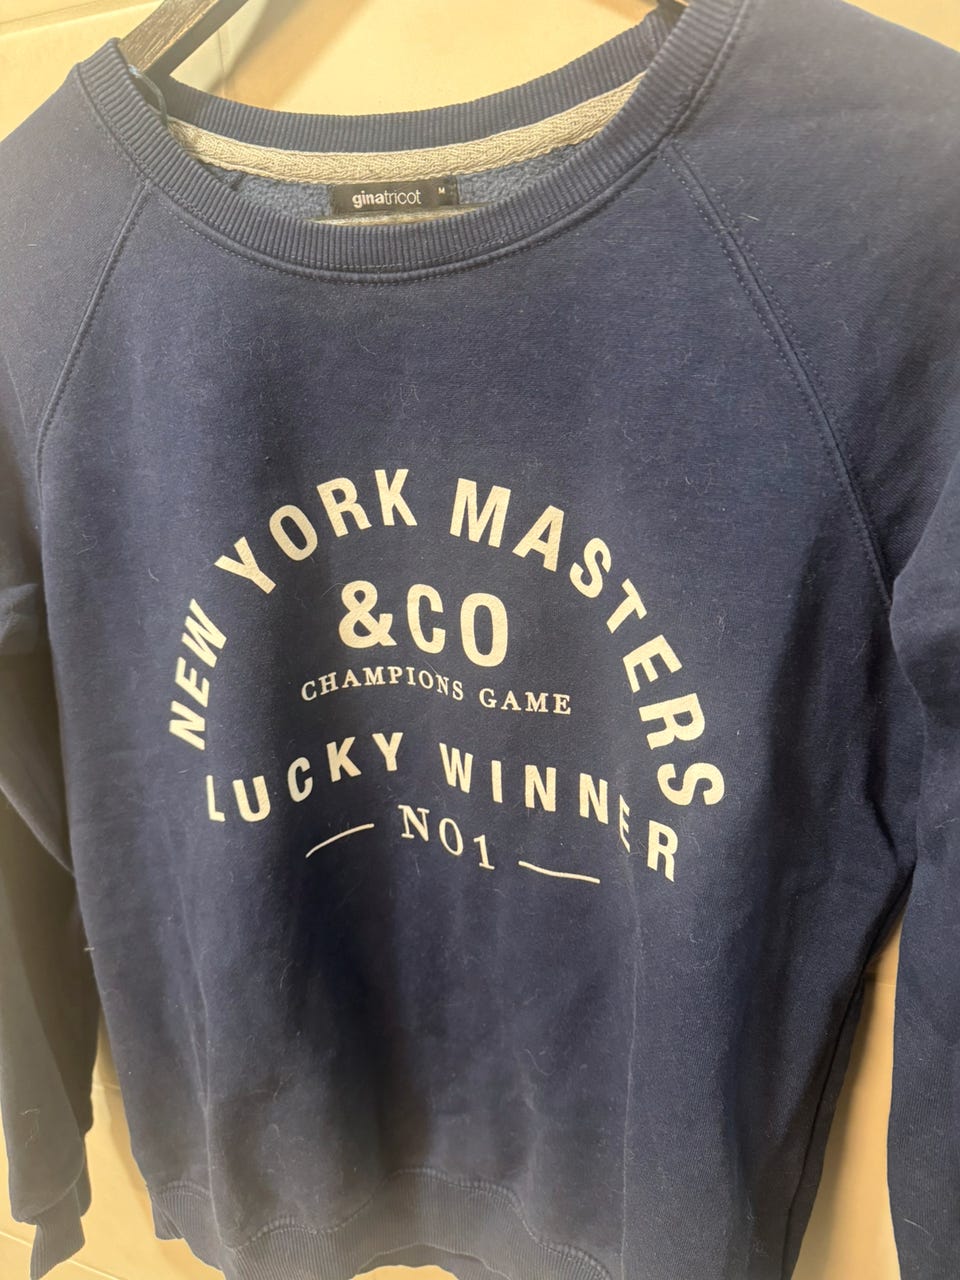 ginatricot M
NEW YORK MASTERS
&CO
CHAMPIONS GAME
LUCKY WINNER
NO1